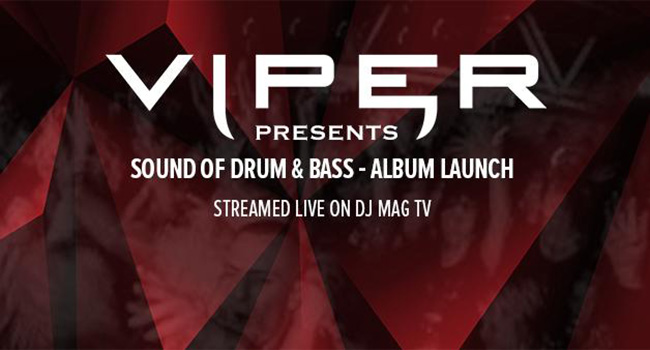 VIPER
PRESENTS
SOUND OF DRUM & BASS - ALBUM LAUNCH
STREAMED LIVE ON DJ MAG TV